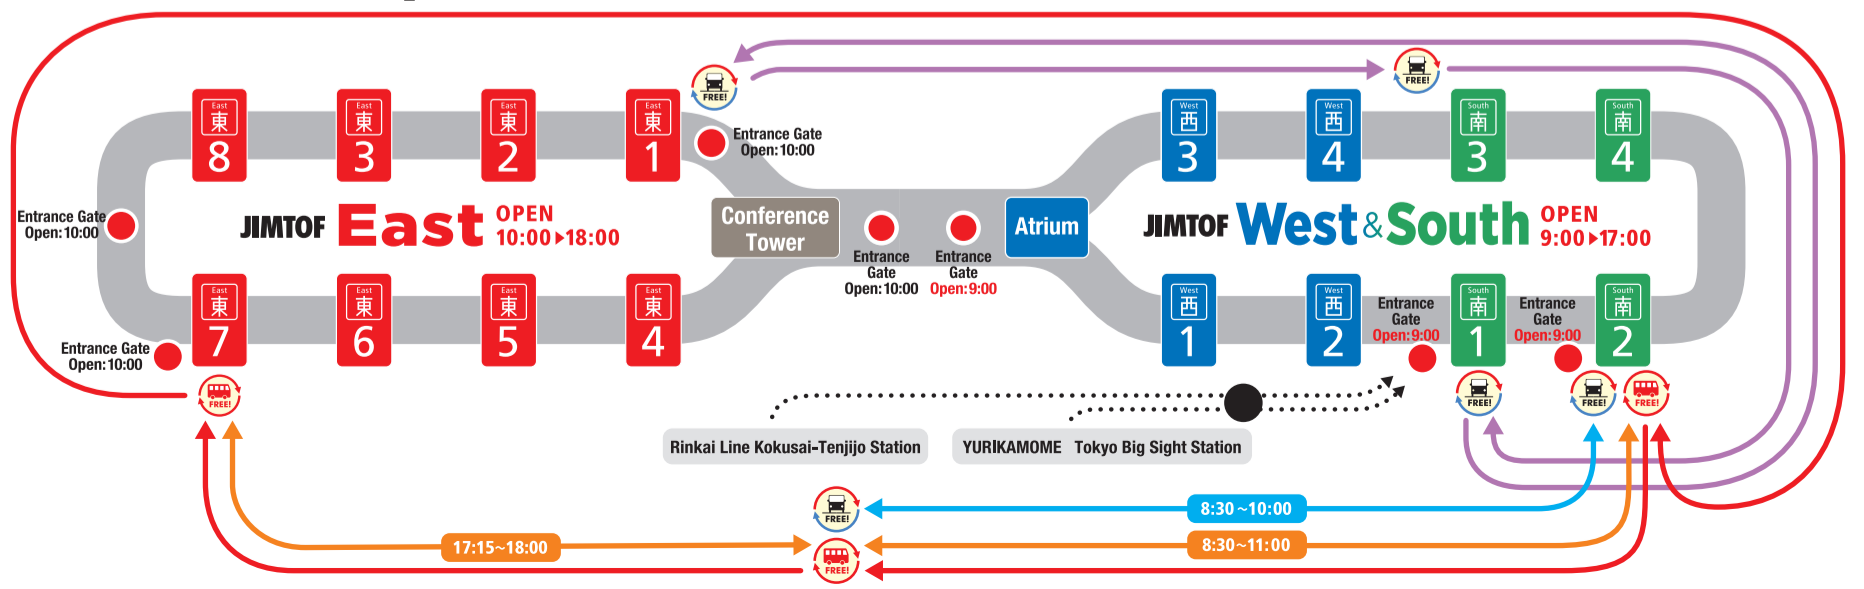 FREE!
FREE!
East
東
8
East
東
3
East
東
2
East
東
1
West
西
3
West
西
4
South
南
3
South
南
4
Entrance Gate
Open:10:00
Entrance Gate
Open:10:00
JIMTOF East OPEN
10:00▶18:00
Conference
Tower
Entrance
Gate
Open:10:00
Entrance
Gate
Open:9:00
Atrium
JIMTOF West & South OPEN
9:00▶17:00
Entrance Gate
Open:10:00
East
東
7
East
東
6
East
東
5
East
東
4
West
西
1
West
西
2
Entrance
Gate
Open:9:00
South
南
1
Entrance
Gate
Open:9:00
South
南
2
FREE!
FREE!
FREE!
FREE!
Rinkai Line Kokusai-Tenjijo Station
YURIKAMOME Tokyo Big Sight Station
FREE!
8:30~10:00
17:15~18:00
FREE!
8:30~11:00